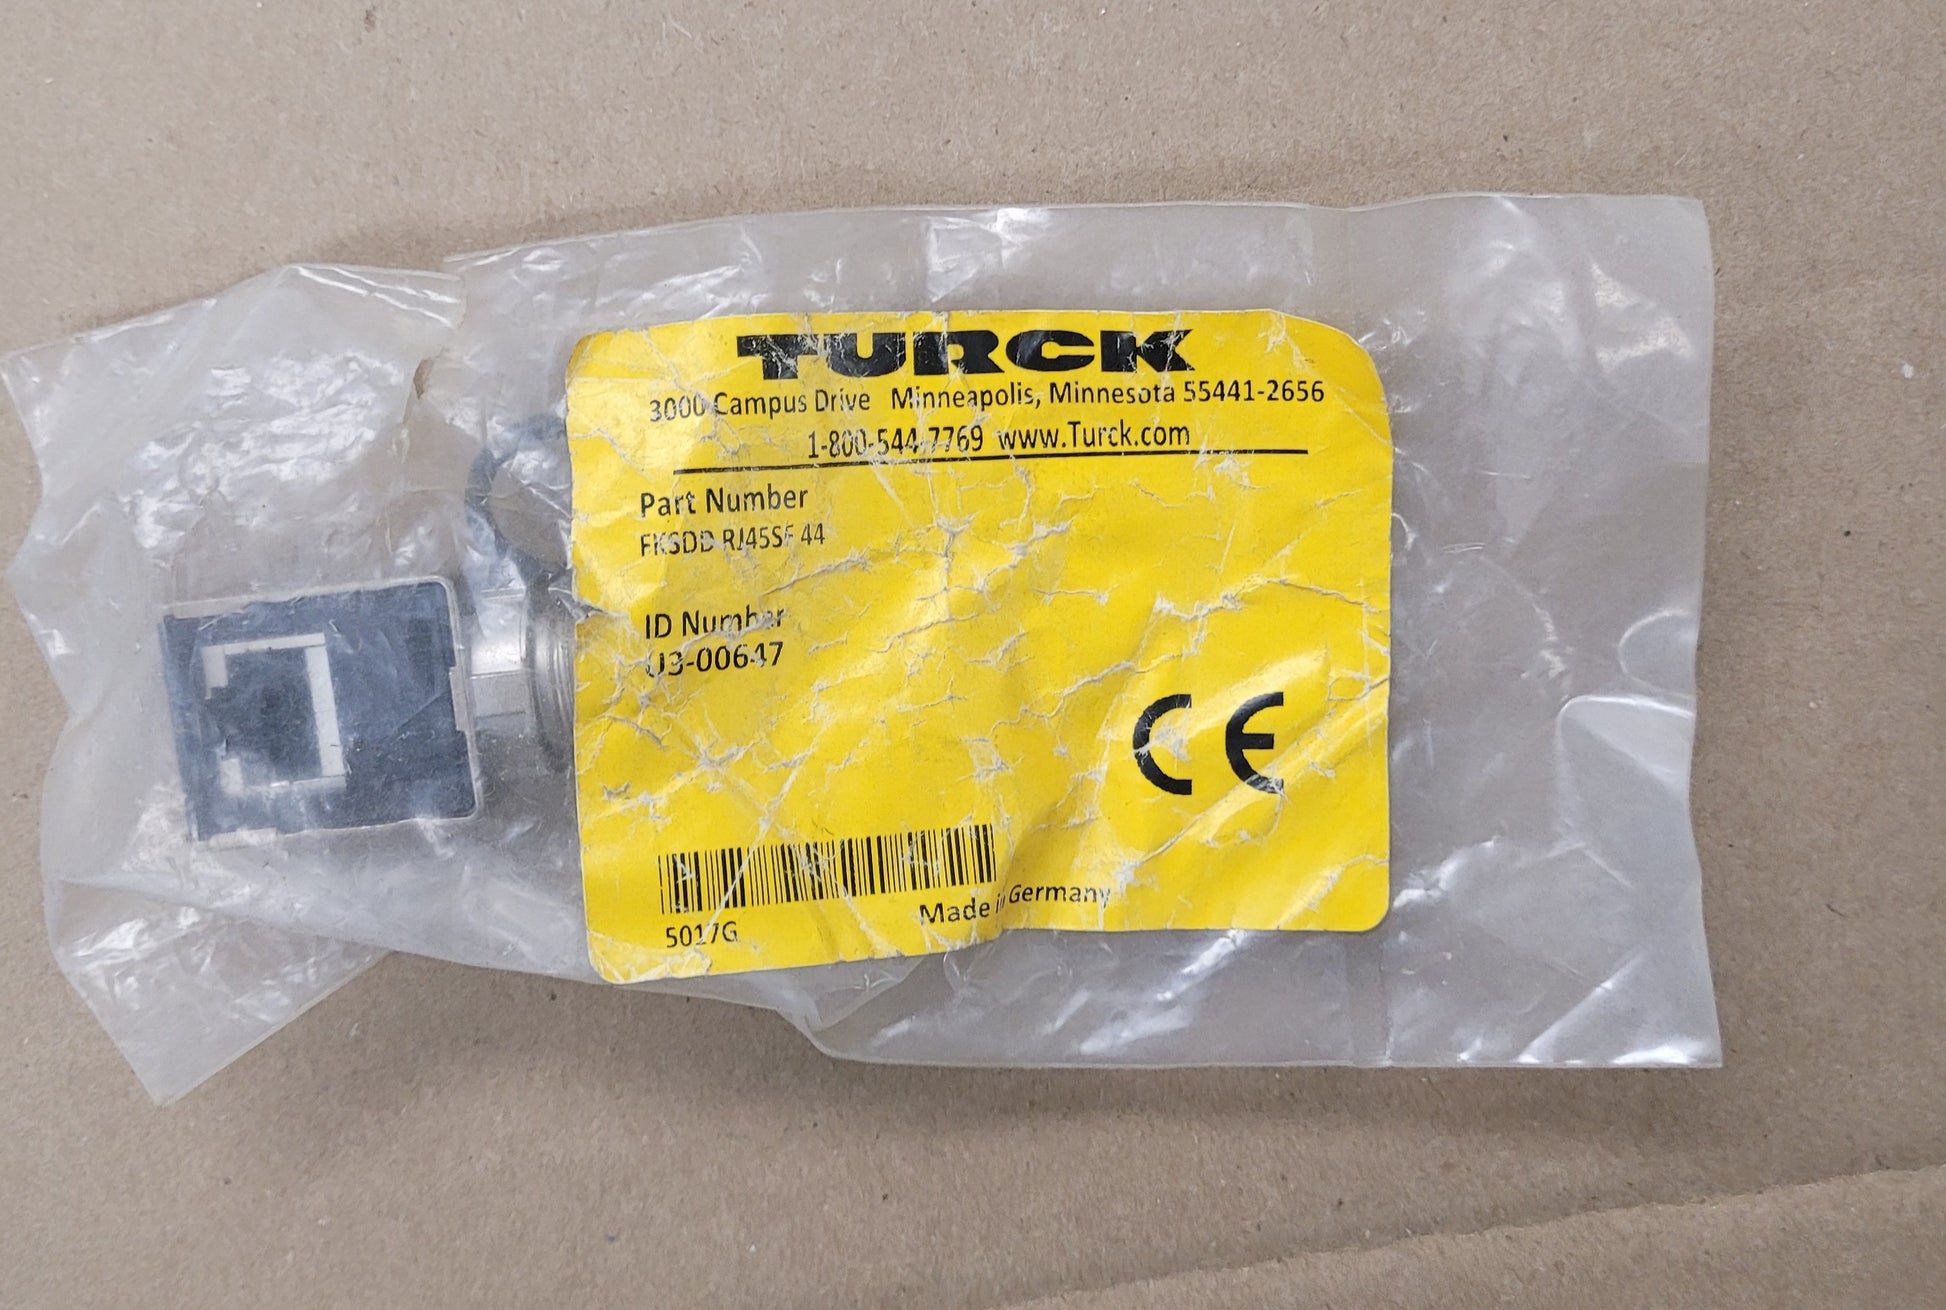 TURCK
3000 Campus Drive Minneapolis, Minnesota 55441-2656
1-800-544-7769 www.Turck.com
Part Number
FKSDD RJ45SF 44
ID Number
U3-00647
CE
5017G
Made in Germany